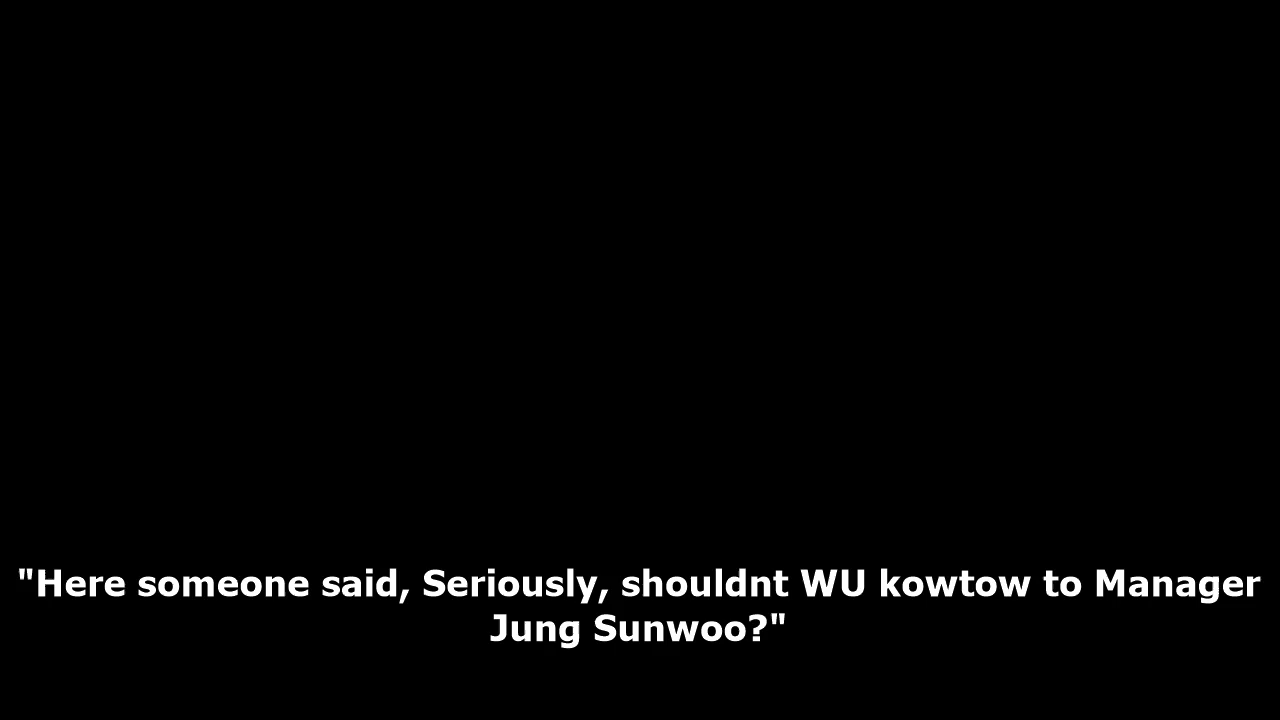 "Here someone said, Seriously, shouldnt WU kowtow to Manager
Jung Sunwoo?"